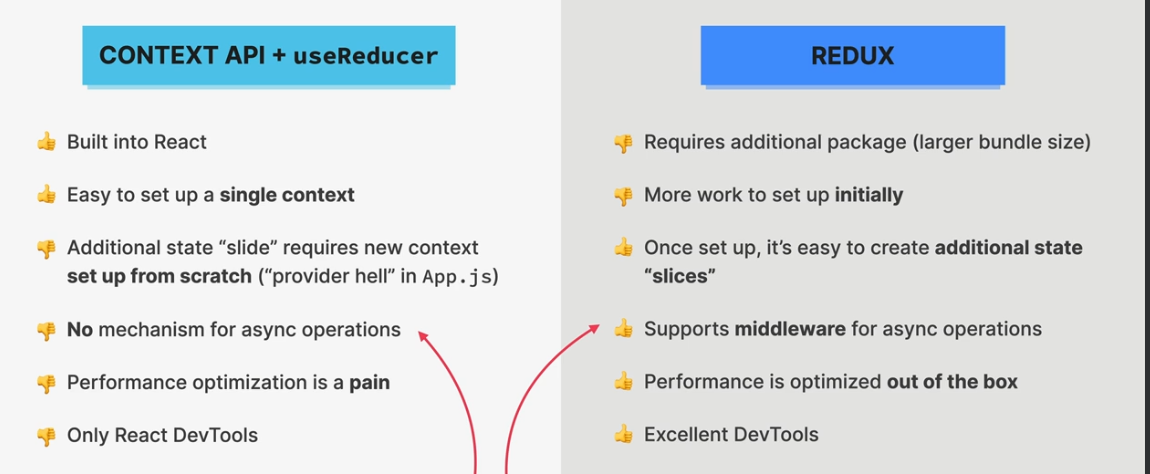 CONTEXT API + useReducer
👍 Built into React
👍 Easy to set up a single context
👎 Additional state “slide” requires new context
set up from scratch (“provider hell” in App.js)
👎 No mechanism for async operations
👎 Performance optimization is a pain
👎 Only React DevTools
REDUX
👎 Requires additional package (larger bundle size)
👎 More work to set up initially
👍 Once set up, it’s easy to create additional state
“slices”
👍 Supports middleware for async operations
👍 Performance is optimized out of the box
👍 Excellent DevTools